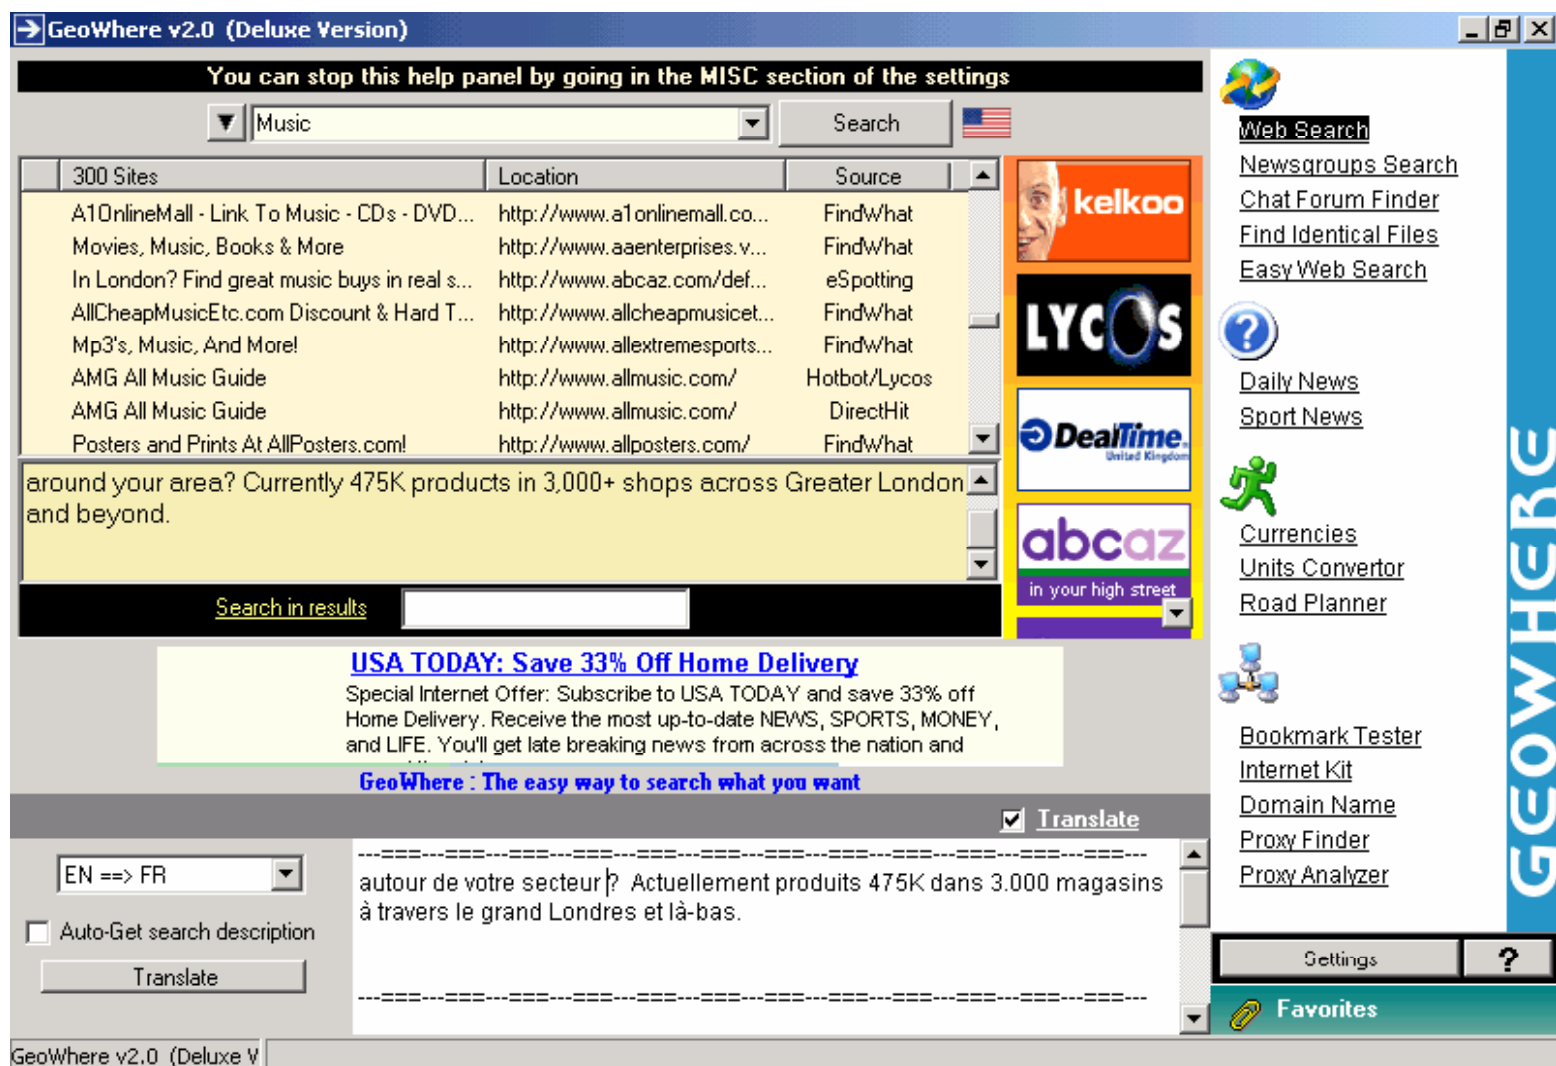 GeoWhere v2.0 (Deluxe Version)
You can stop this help panel by going in the MISC section of the settings
Music
Search
300 Sites Location Source
A1OnlineMall - Link To Music - CDs - DVD... http://www.a1onlinemall.co... FindWhat
Movies, Music, Books & More http://www.aaenterprises.v... FindWhat
In London? Find great music buys in real s... http://www.abcaz.com/def... eSpotting
AllCheapMusicEtc.com Discount & Hard T... http://www.allcheapmusicet... FindWhat
Mp3's, Music, And More! http://www.allextremesports... FindWhat
AMG All Music Guide http://www.allmusic.com/ Hotbot/Lycos
AMG All Music Guide http://www.allmusic.com/ DirectHit
Posters and Prints At AllPosters.com! http://www.allposters.com/ FindWhat
around your area? Currently 475K products in 3,000+ shops across Greater London
and beyond.
Search in results
kelkoo
LYCOS
DealTime
United Kingdom
abcaz
in your high street
USA TODAY: Save 33% Off Home Delivery
Special Internet Offer: Subscribe to USA TODAY and save 33% off
Home Delivery. Receive the most up-to-date NEWS, SPORTS, MONEY,
and LIFE. You'll get late breaking news from across the nation and
GeoWhere : The easy way to search what you want
Translate
EN ==> FR
Auto-Get search description
Translate
---===---===---===---===---===---===---===---===---===---===---===---===---
autour de votre secteur ? Actuellement produits 475K dans 3.000 magasins
à travers le grand Londres et là-bas.
---===---===---===---===---===---===---===---===---===---===---===---===---
Web Search
Newsgroups Search
Chat Forum Finder
Find Identical Files
Easy Web Search
Daily News
Sport News
Currencies
Units Convertor
Road Planner
Bookmark Tester
Internet Kit
Domain Name
Proxy Finder
Proxy Analyzer
GEOWHERE
Settings ?
Favorites
GeoWhere v2.0 (Deluxe V